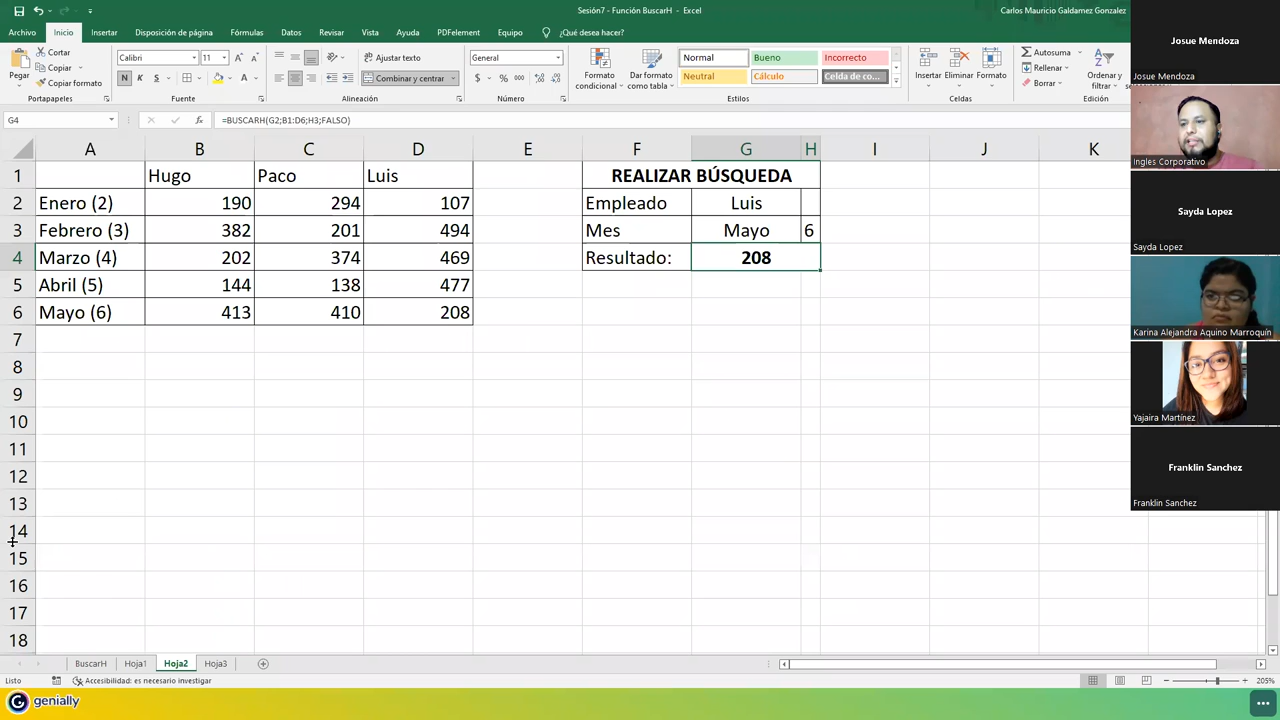 Sesión7 - Función BuscarH - Excel
Carlos Mauricio Galdamez Gonzalez
Archivo Inicio Insertar Disposición de página Fórmulas Datos Revisar Vista Ayuda PDFelement Equipo ¿Qué desea hacer?
Pegar
Cortar
Copiar
Portapapeles
Calibri 11
N K S
Fuente
Ajustar texto
Combinar y centrar
Alineación
General
$ % 000
Número
Formato condicional
Dar formato como tabla
Normal Bueno Incorrecto
Neutral Cálculo Celda de co...
Estilos
Insertar Eliminar Formato
Celdas
Autosuma
Rellenar
Borrar
Ordenar y filtrar
Edición
G4 fx =BUSCARH(G2;B1:D6;H3;FALSO)
A B C D E F G H I J K
1 Hugo Paco Luis REALIZAR BÚSQUEDA
2 Enero (2) 190 294 107 Empleado Luis
3 Febrero (3) 382 201 494 Mes Mayo 6
4 Marzo (4) 202 374 469 Resultado: 208
5 Abril (5) 144 138 477
6 Mayo (6) 413 410 208
7
8
9
10
11
12
13
14
15
16
17
18
BuscarH Hoja1 Hoja2 Hoja3
Listo Accesibilidad: es necesario investigar 205%
genially
Josue Mendoza
Josue Mendoza
Ingles Corporativo
Sayda Lopez
Sayda Lopez
Karina Alejandra Aquino Marroquín
Yajaira Martínez
Franklin Sanchez
Franklin Sanchez